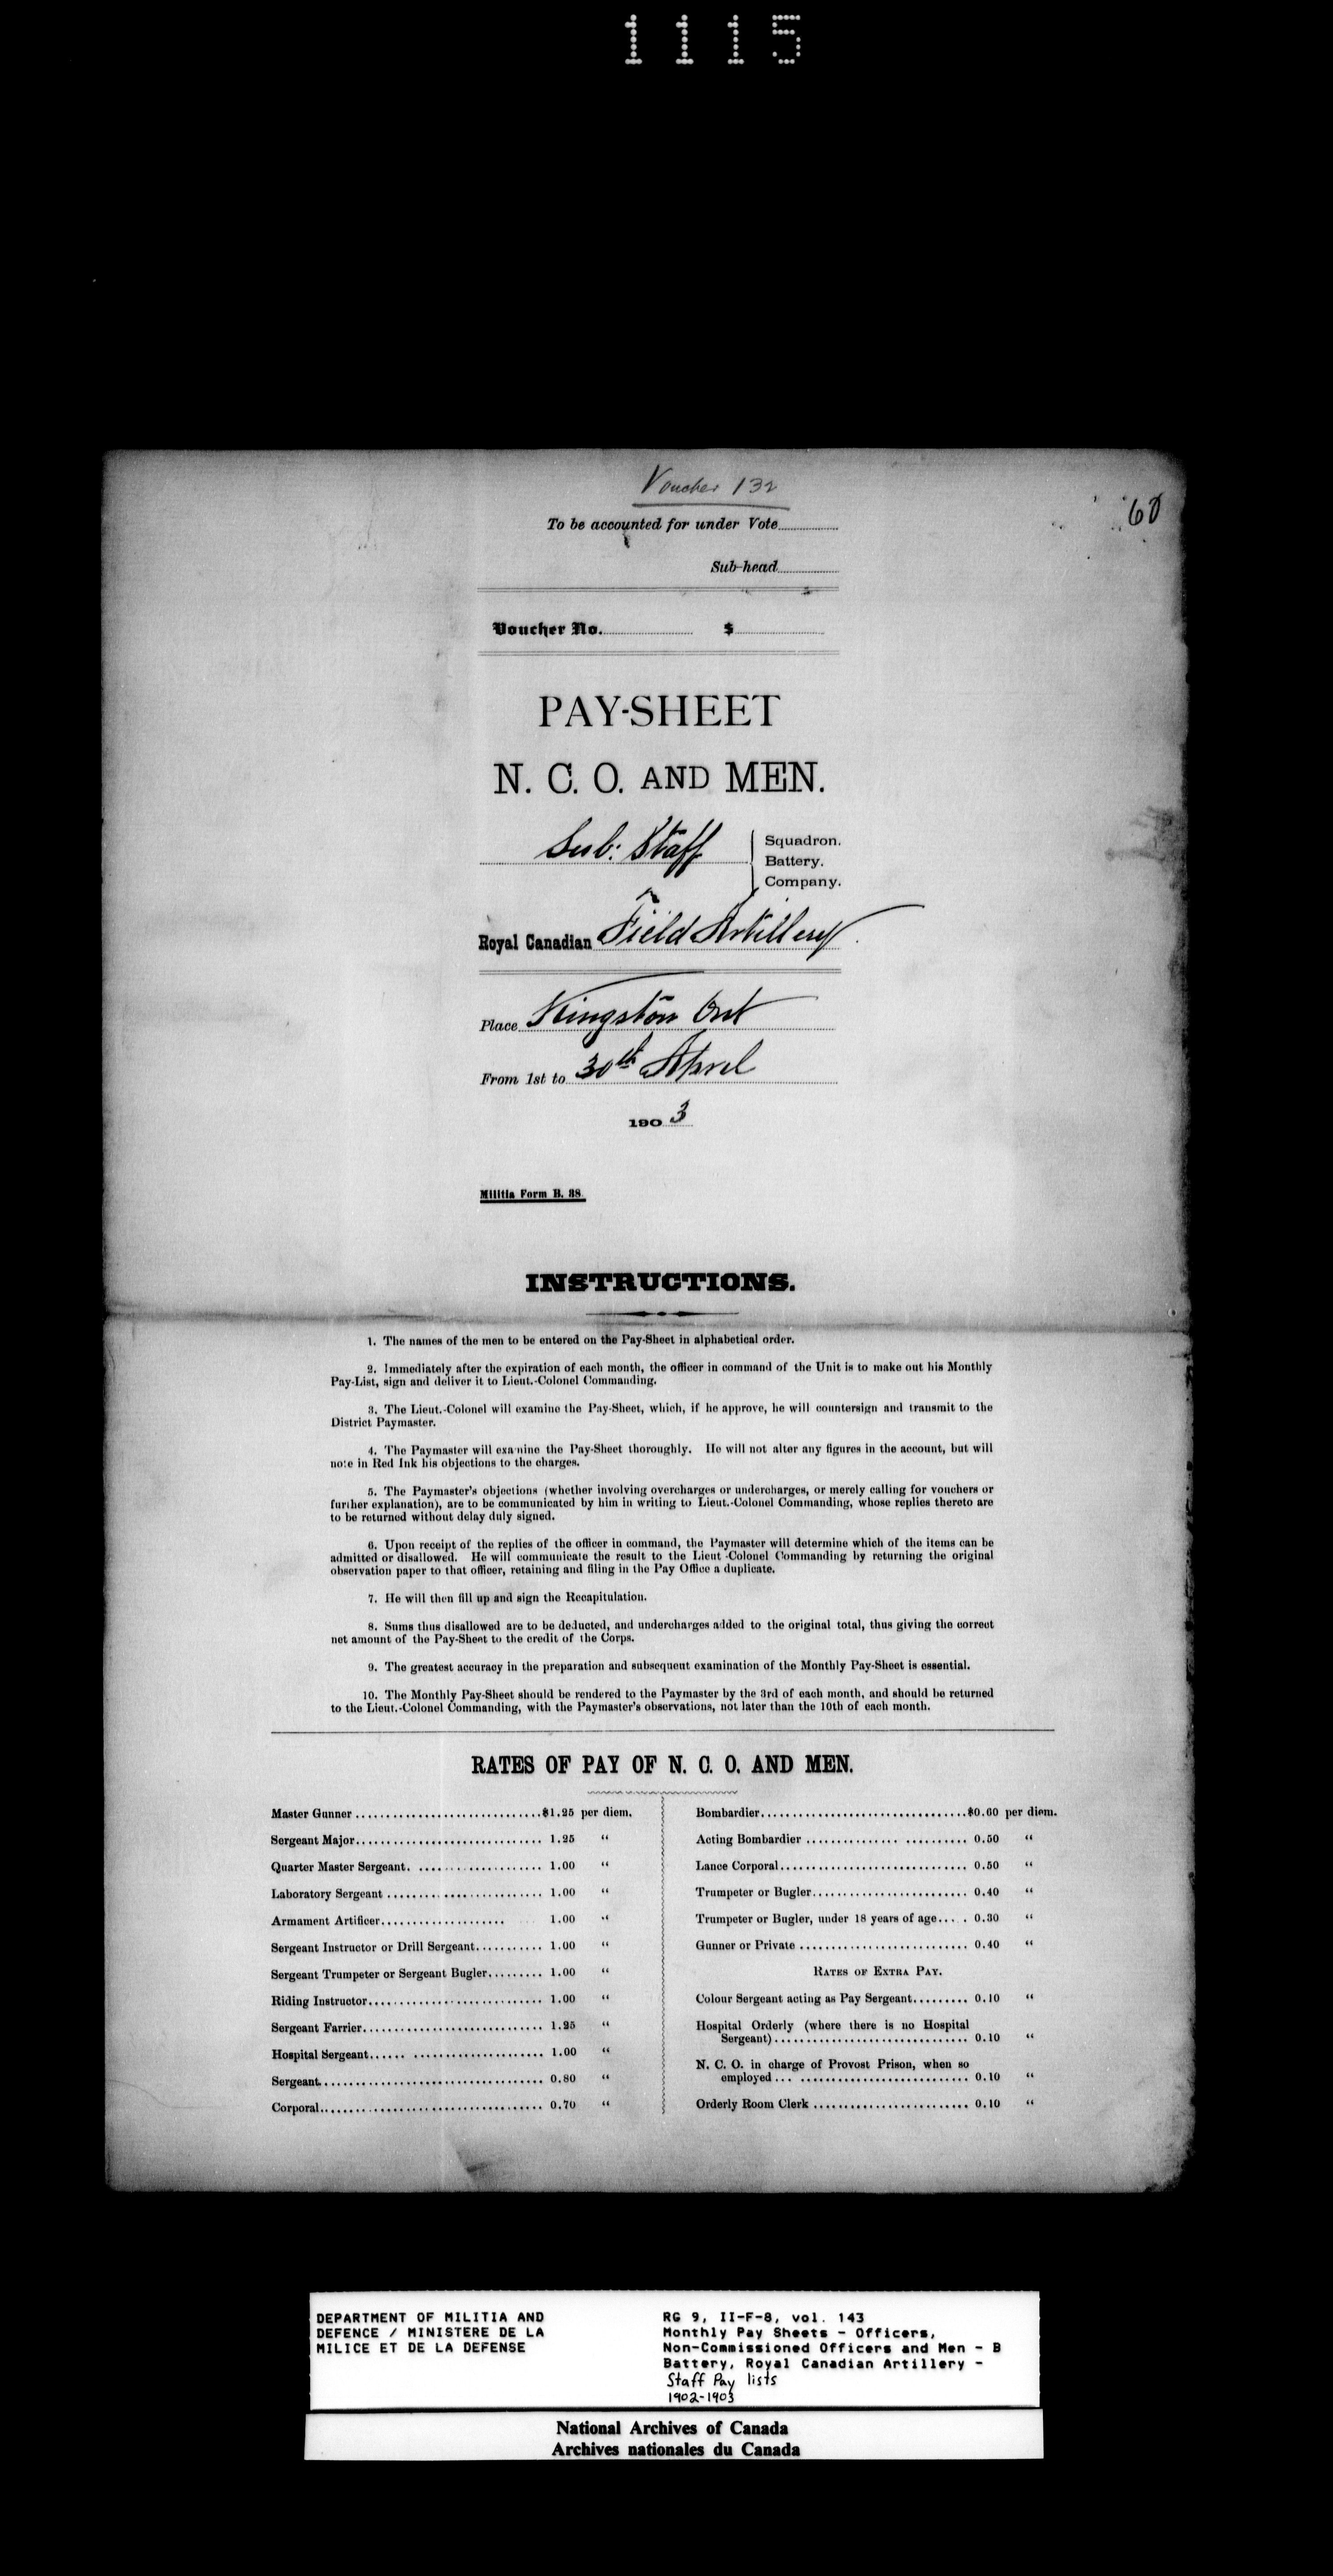 1115
Voucher 132
60
To be accounted for under Vote
Sub-head
Voucher No. $
PAY-SHEET
N. C. O. AND MEN.
Sub: Staff
Squadron.
Battery.
Company.
Royal Canadian Field Artillery
Place Kingston Ont
From 1st to 30th April
1903
Militia Form B. 38.
INSTRUCTIONS.
1. The names of the men to be entered on the Pay-Sheet in alphabetical order.
2. Immediately after the expiration of each month, the officer in command of the Unit is to make out his Monthly
Pay-List, sign and deliver it to Lieut.-Colonel Commanding.
3. The Lieut.-Colonel will examine the Pay-Sheet, which, if he approve, he will countersign and transmit to the
District Paymaster.
4. The Paymaster will examine the Pay-Sheet thoroughly. He will not alter any figures in the account, but will
note in Red Ink his objections to the charges.
5. The Paymaster's objections (whether involving overcharges or undercharges, or merely calling for vouchers or
further explanation), are to be communicated by him in writing to Lieut.-Colonel Commanding, whose replies thereto are
to be returned without delay duly signed.
6. Upon receipt of the replies of the officer in command, the Paymaster will determine which of the items can be
admitted or disallowed. He will communicate the result to the Lieut-Colonel Commanding by returning the original
observation paper to that officer, retaining and filing in the Pay Office a duplicate.
7. He will then fill up and sign the Recapitulation.
8. Sums thus disallowed are to be deducted, and undercharges added to the original total, thus giving the correct
net amount of the Pay-Sheet to the credit of the Corps.
9. The greatest accuracy in the preparation and subsequent examination of the Monthly Pay-Sheet is essential.
10. The Monthly Pay-Sheet should be rendered to the Paymaster by the 3rd of each month, and should be returned
to the Lieut.-Colonel Commanding, with the Paymaster's observations, not later than the 10th of each month.
RATES OF PAY OF N. C. O. AND MEN.
Master Gunner $1.25 per diem.
Sergeant Major 1.25 "
Quarter Master Sergeant 1.00 "
Laboratory Sergeant 1.00 "
Armament Artificer 1.00 "
Sergeant Instructor or Drill Sergeant 1.00 "
Sergeant Trumpeter or Sergeant Bugler 1.00 "
Riding Instructor 1.00 "
Sergeant Farrier 1.25 "
Hospital Sergeant 1.00 "
Sergeant 0.80 "
Corporal 0.70 "
Bombardier $0.60 per diem.
Acting Bombardier 0.50 "
Lance Corporal 0.50 "
Trumpeter or Bugler 0.40 "
Trumpeter or Bugler, under 18 years of age 0.30 "
Gunner or Private 0.40 "
RATES OF EXTRA PAY.
Colour Sergeant acting as Pay Sergeant 0.10 "
Hospital Orderly (where there is no Hospital
Sergeant) 0.10 "
N. C. O. in charge of Provost Prison, when so
employed 0.10 "
Orderly Room Clerk 0.10 "
DEPARTMENT OF MILITIA AND
DEFENCE / MINISTERE DE LA
MILICE ET DE LA DEFENSE
RG 9, II-F-8, vol. 143
Monthly Pay Sheets - Officers,
Non-Commissioned Officers and Men - B
Battery, Royal Canadian Artillery -
Staff Pay lists
1902-1903
National Archives of Canada
Archives nationales du Canada